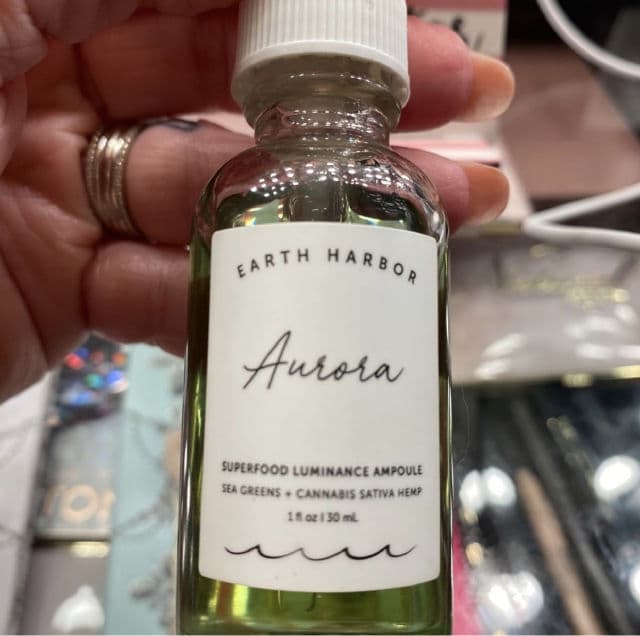 EARTH HARBOR
Aurora
SUPERFOOD LUMINANCE AMPOULE
SEA GREENS + CANNABIS SATIVA HEMP
1 fl oz | 30 mL